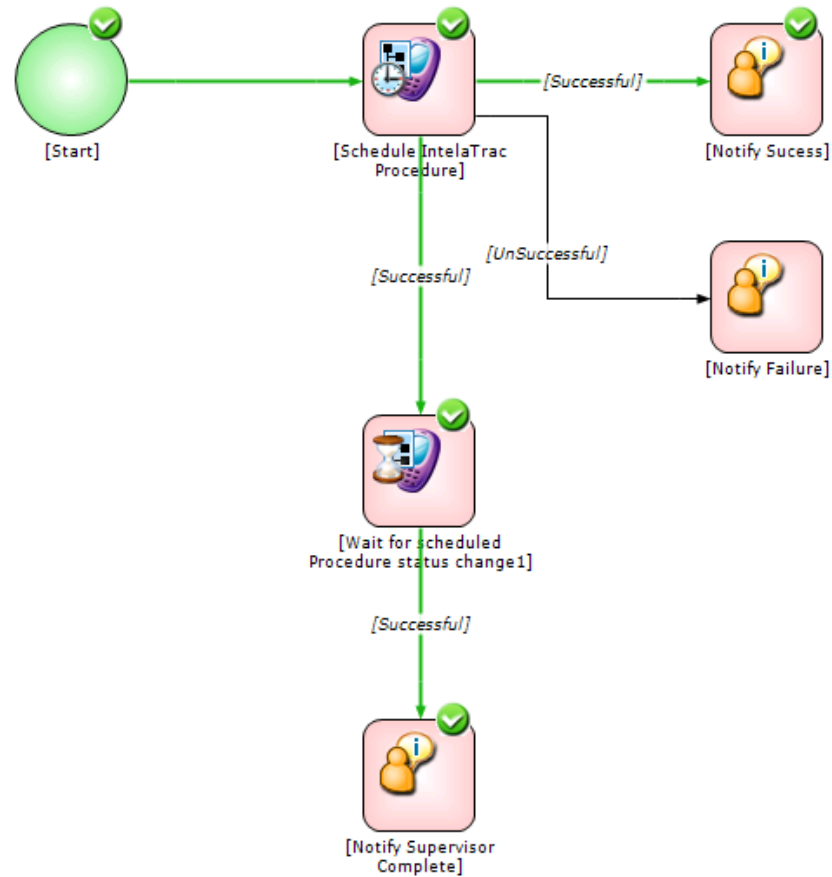 [Start]
[Schedule IntelaTrac
Procedure]
[Successful]
[Notify Sucess]
[UnSuccessful]
[Successful]
[Notify Failure]
[Wait for scheduled
Procedure status change1]
[Successful]
[Notify Supervisor
Complete]